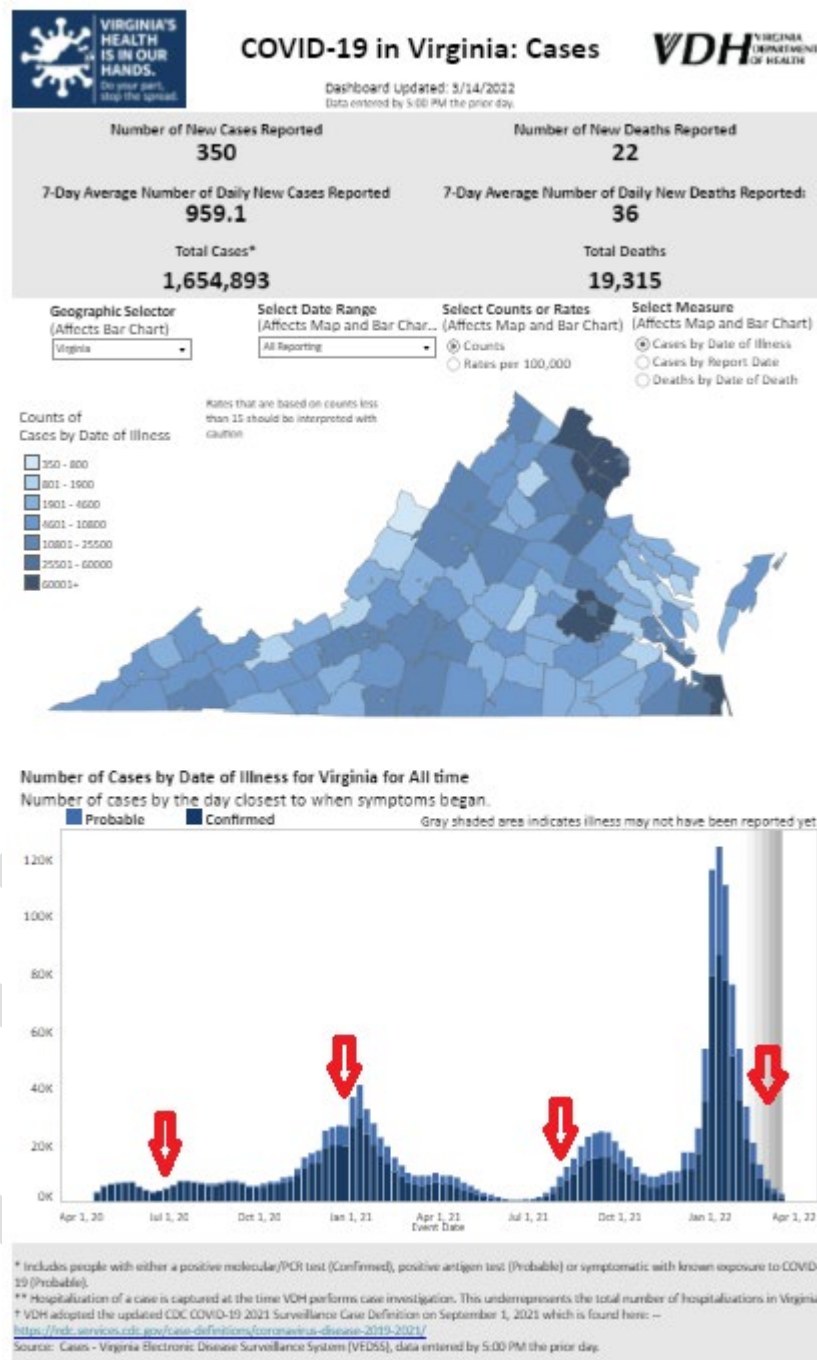 VIRGINIA'S
HEALTH
IS IN OUR
HANDS.
Do your part,
stop the spread.
COVID-19 in Virginia: Cases
VDH VIRGINIA
DEPARTMENT
OF HEALTH
Dashboard Updated: 3/14/2022
Data entered by 5:00 PM the prior day.
Number of New Cases Reported
350
Number of New Deaths Reported
22
7-Day Average Number of Daily New Cases Reported
959.1
7-Day Average Number of Daily New Deaths Reported:
36
Total Cases*
1,654,893
Total Deaths
19,315
Geographic Selector
(Affects Bar Chart)
Virginia
Select Date Range
(Affects Map and Bar Char...
All Reporting
Select Counts or Rates
(Affects Map and Bar Chart)
Counts
Rates per 100,000
Select Measure
(Affects Map and Bar Chart)
Cases by Date of Illness
Cases by Report Date
Deaths by Date of Death
Rates that are based on counts less
than 15 should be interpreted with
caution
Counts of
Cases by Date of Illness
350 - 800
801 - 1900
1901 - 4600
4601 - 10800
10801 - 25500
25501 - 60000
60001+
Number of Cases by Date of Illness for Virginia for All time
Number of cases by the day closest to when symptoms began.
Probable Confirmed
Gray shaded area indicates illness may not have been reported yet
120K
100K
80K
60K
40K
20K
0K
Apr 1, 20 Jul 1, 20 Oct 1, 20 Jan 1, 21 Apr 1, 21 Jul 1, 21 Oct 1, 21 Jan 1, 22 Apr 1, 22
Event Date
* Includes people with either a positive molecular/PCR test (Confirmed), positive antigen test (Probable) or symptomatic with known exposure to COVID-
19 (Probable).
** Hospitalization of a case is captured at the time VDH performs case investigation. This underrepresents the total number of hospitalizations in Virginia
† VDH adopted the updated CDC COVID-19 2021 Surveillance Case Definition on September 1, 2021 which is found here: --
https://ndc.services.cdc.gov/case-definitions/coronavirus-disease-2019-2021/
Source: Cases - Virginia Electronic Disease Surveillance System (VEDSS), data entered by 5:00 PM the prior day.